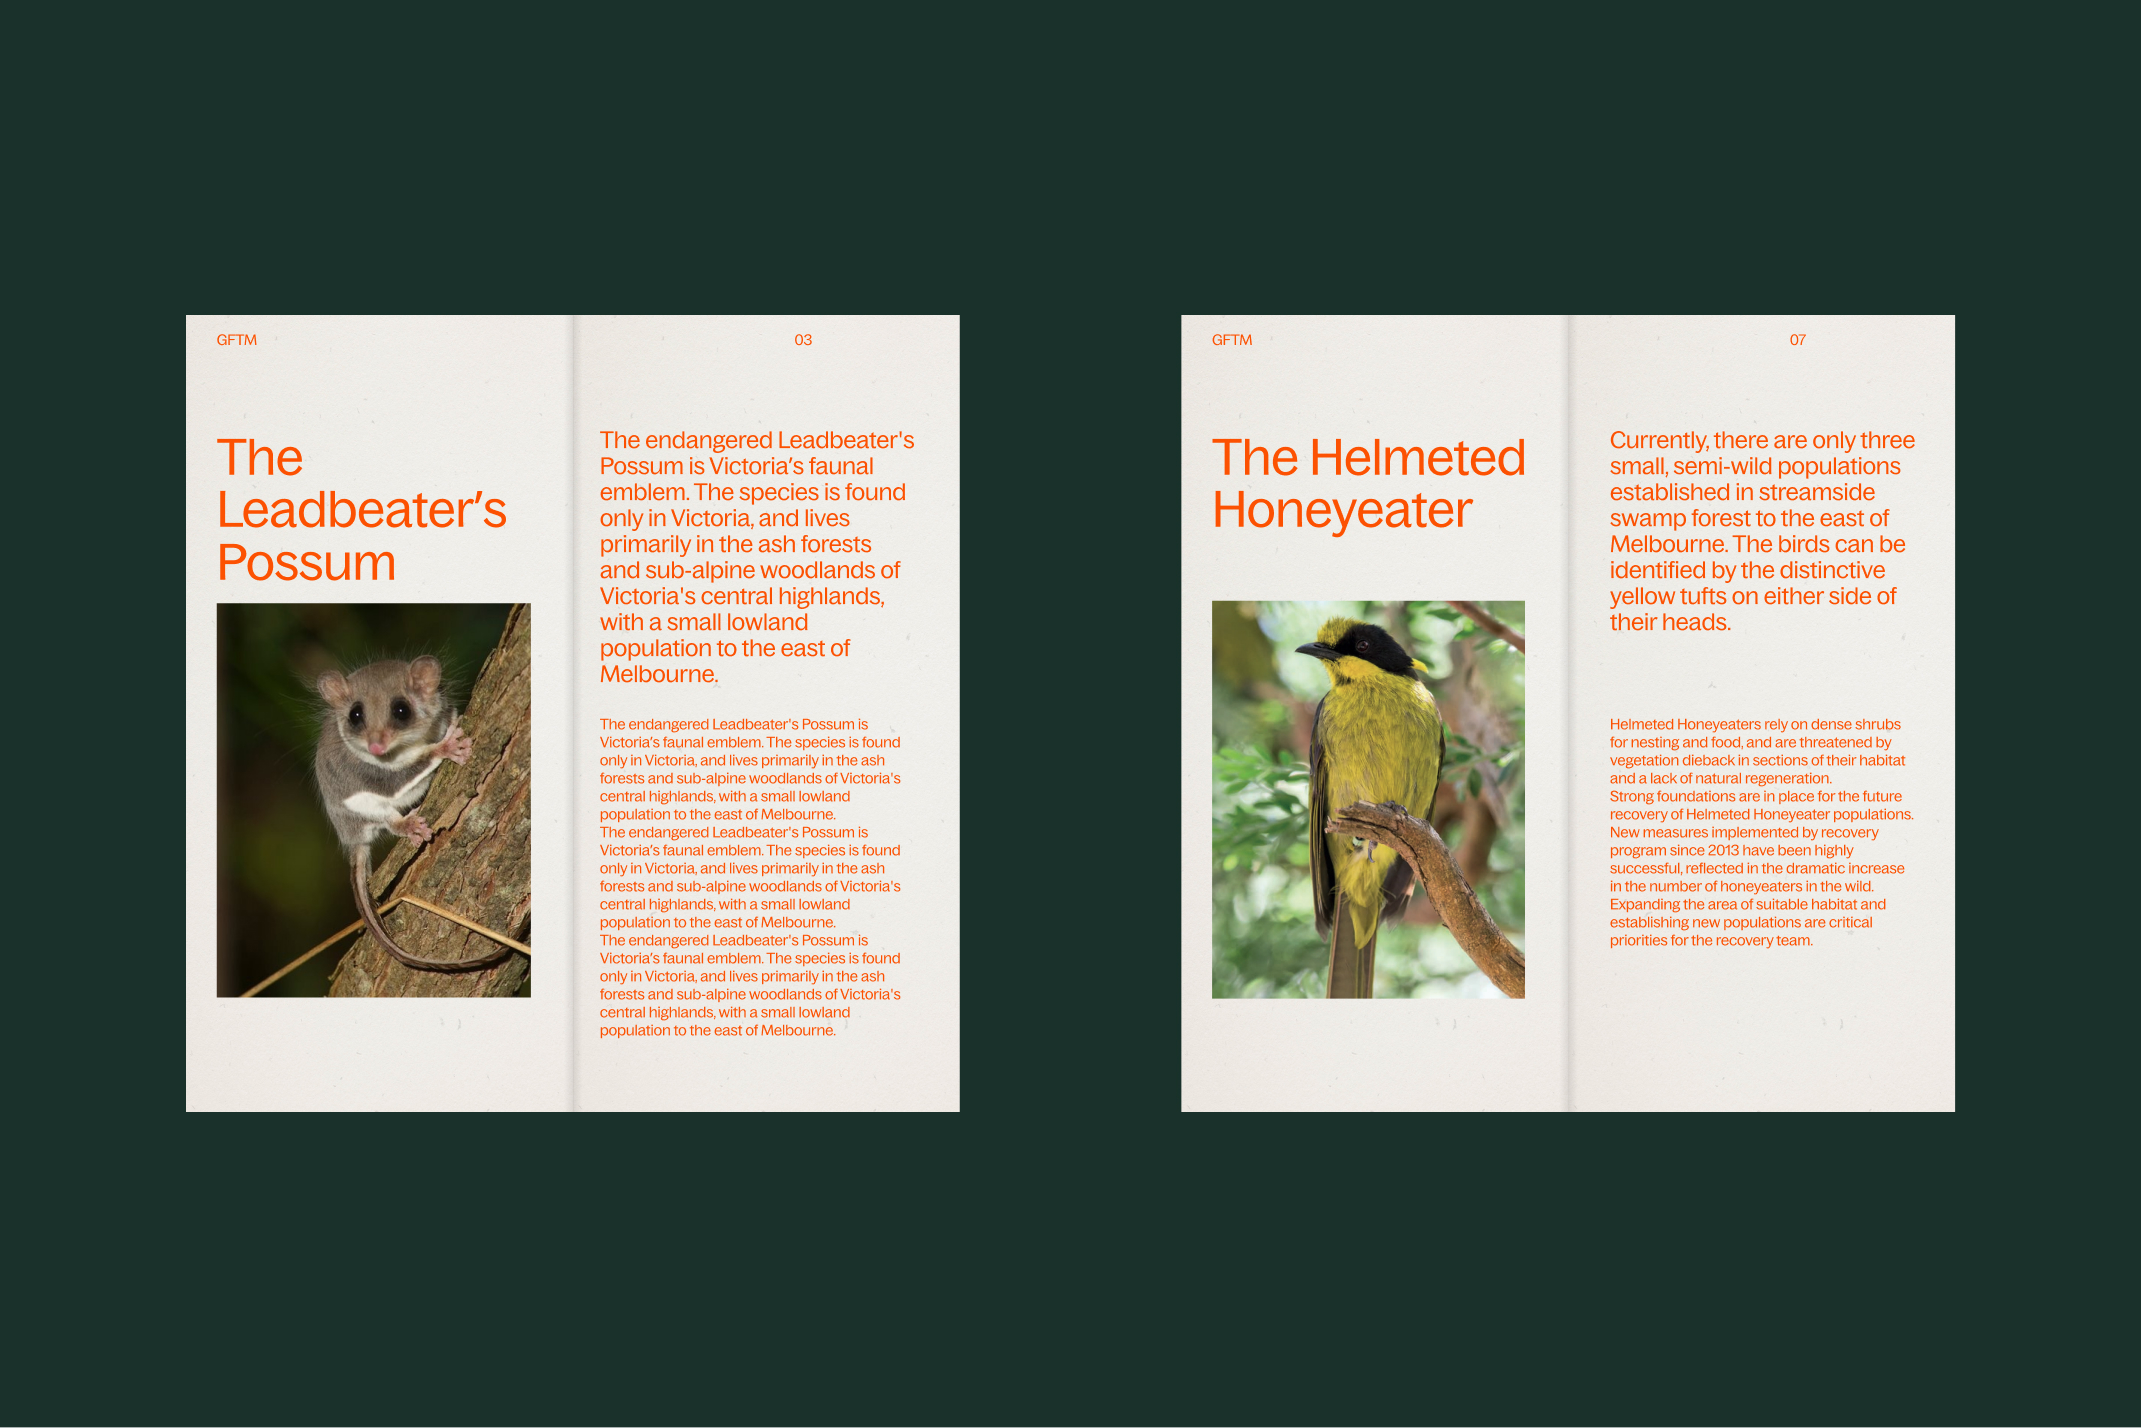 GFTM
03
The
Leadbeater’s
Possum
The endangered Leadbeater's
Possum is Victoria’s faunal
emblem. The species is found
only in Victoria, and lives
primarily in the ash forests
and sub-alpine woodlands of
Victoria's central highlands,
with a small lowland
population to the east of
Melbourne.
The endangered Leadbeater's Possum is
Victoria’s faunal emblem. The species is found
only in Victoria, and lives primarily in the ash
forests and sub-alpine woodlands of Victoria's
central highlands, with a small lowland
population to the east of Melbourne.
The endangered Leadbeater's Possum is
Victoria’s faunal emblem. The species is found
only in Victoria, and lives primarily in the ash
forests and sub-alpine woodlands of Victoria's
central highlands, with a small lowland
population to the east of Melbourne.
The endangered Leadbeater's Possum is
Victoria’s faunal emblem. The species is found
only in Victoria, and lives primarily in the ash
forests and sub-alpine woodlands of Victoria's
central highlands, with a small lowland
population to the east of Melbourne.
GFTM
07
The Helmeted
Honeyeater
Currently, there are only three
small, semi-wild populations
established in streamside
swamp forest to the east of
Melbourne. The birds can be
identified by the distinctive
yellow tufts on either side of
their heads.
Helmeted Honeyeaters rely on dense shrubs
for nesting and food, and are threatened by
vegetation dieback in sections of their habitat
and a lack of natural regeneration.
Strong foundations are in place for the future
recovery of Helmeted Honeyeater populations.
New measures implemented by recovery
program since 2013 have been highly
successful, reflected in the dramatic increase
in the number of honeyeaters in the wild.
Expanding the area of suitable habitat and
establishing new populations are critical
priorities for the recovery team.